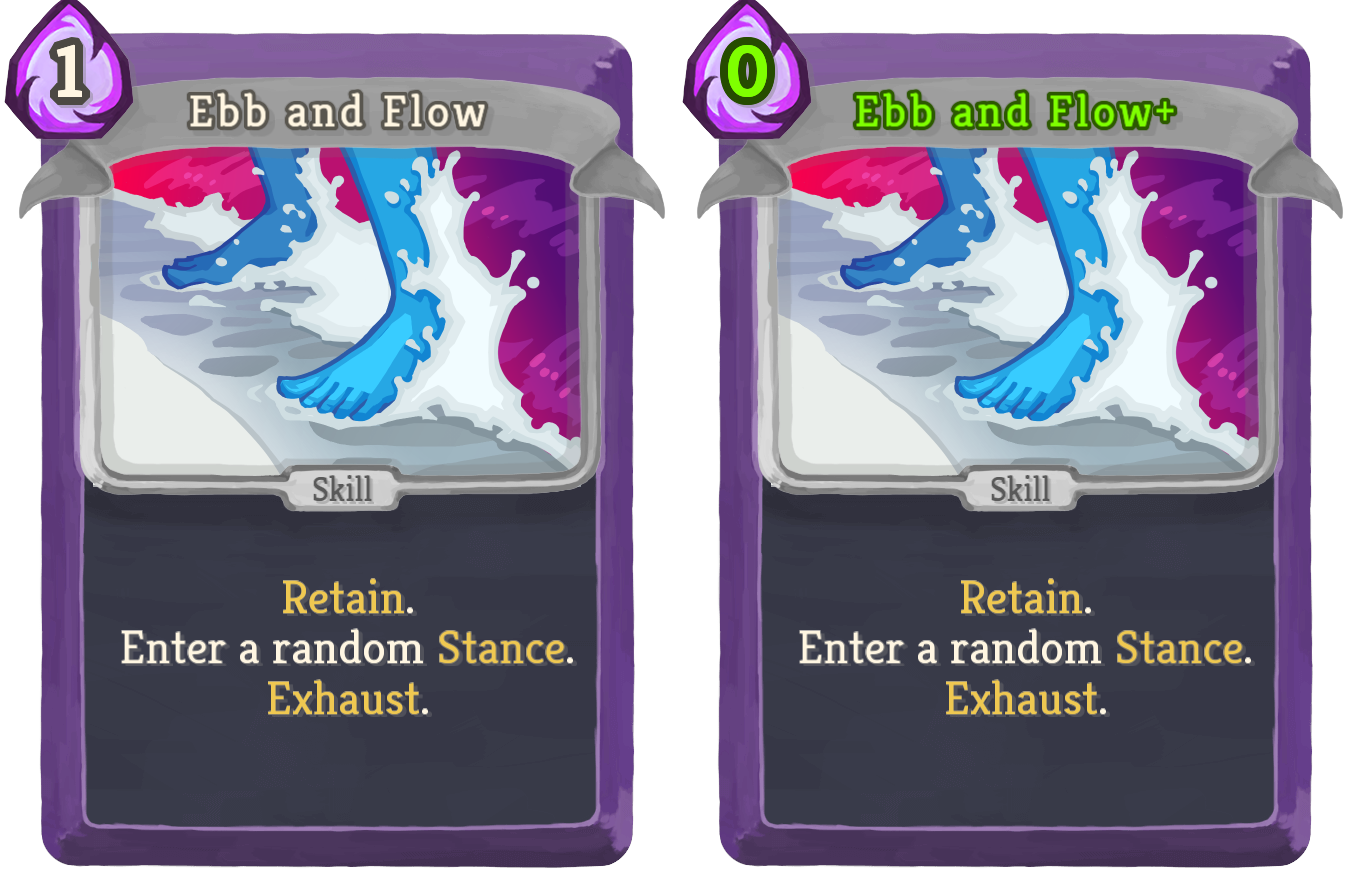 1
Ebb and Flow
Skill
Retain.
Enter a random Stance.
Exhaust.
0
Ebb and Flow+
Skill
Retain.
Enter a random Stance.
Exhaust.